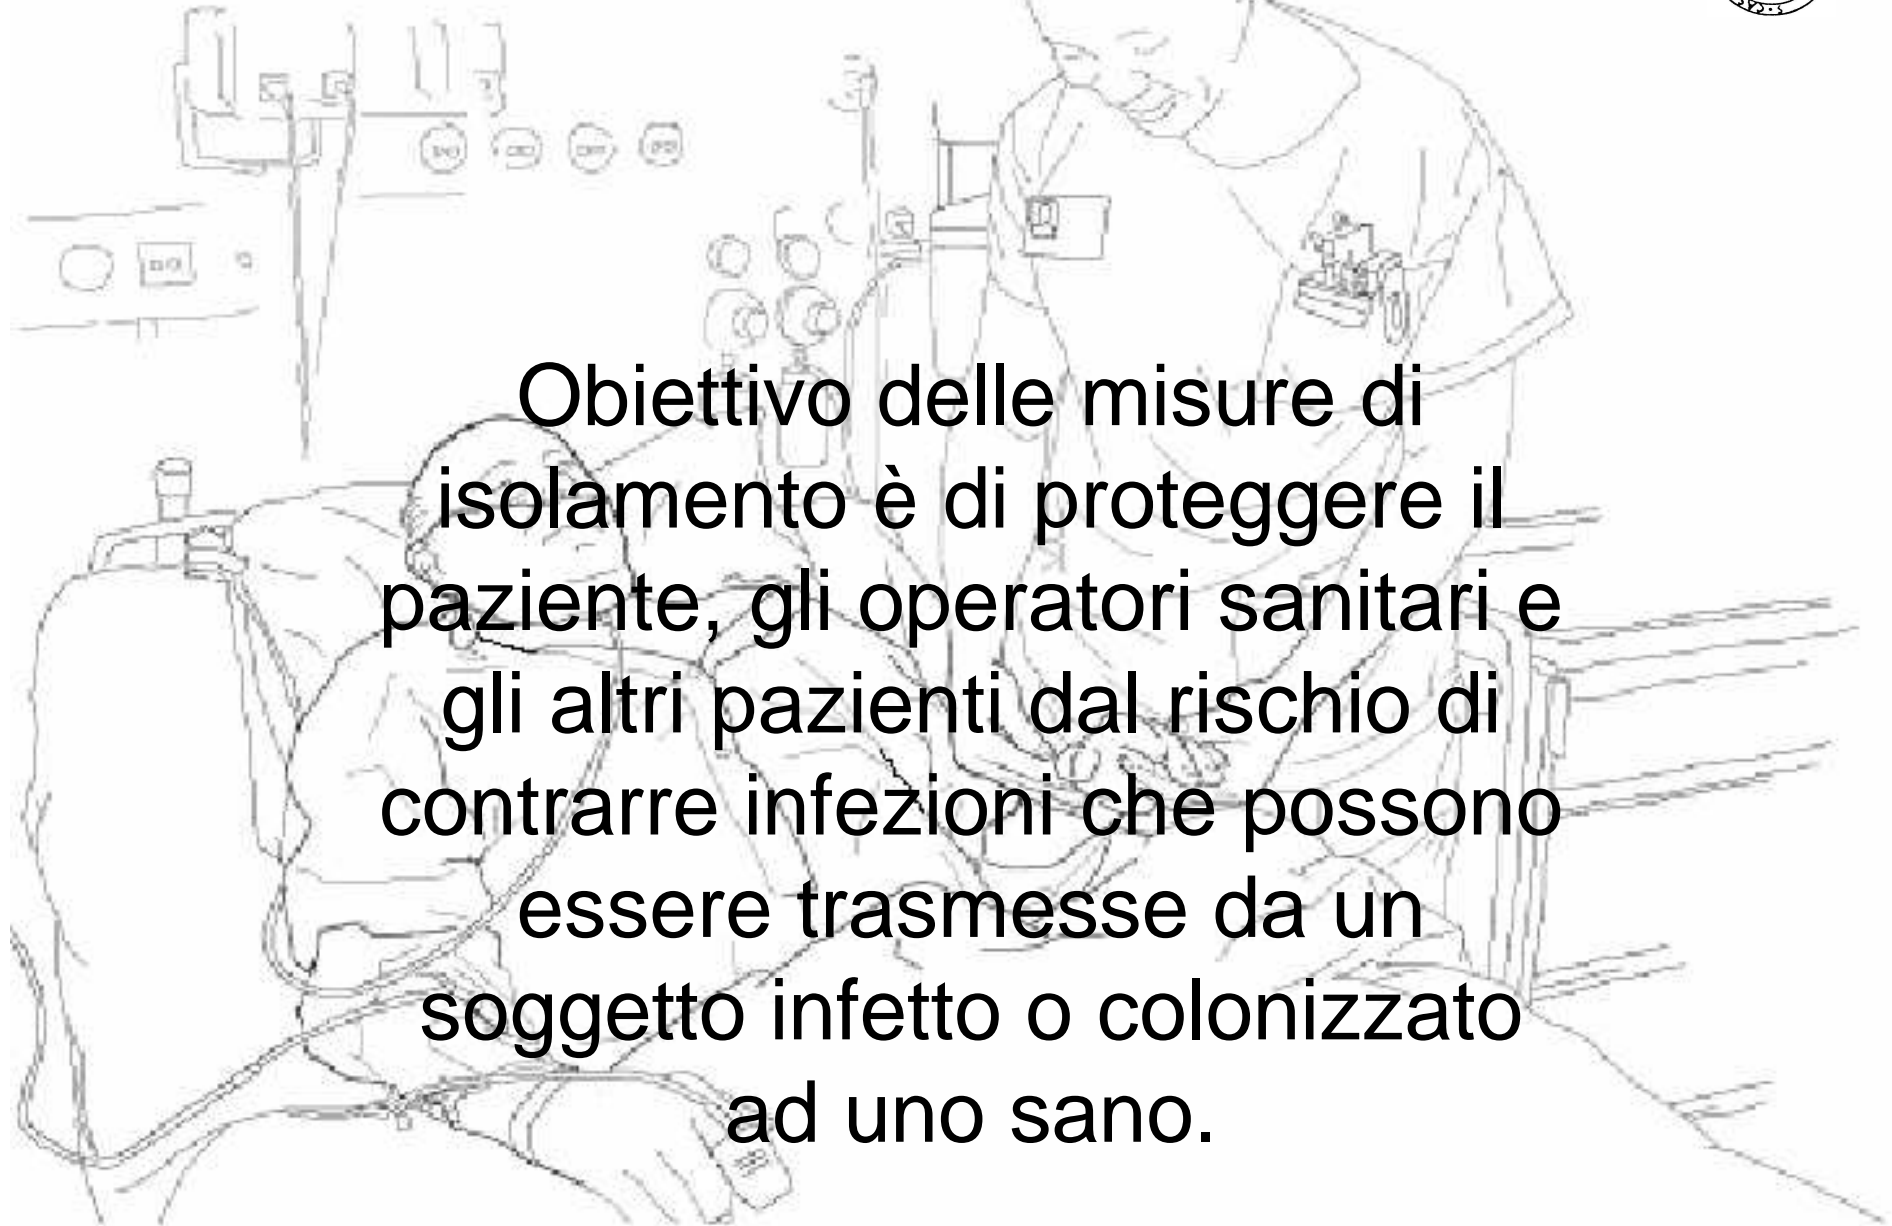 Obiettivo delle misure di
isolamento è di proteggere il
paziente, gli operatori sanitari e
gli altri pazienti dal rischio di
contrarre infezioni che possono
essere trasmesse da un
soggetto infetto o colonizzato
ad uno sano.